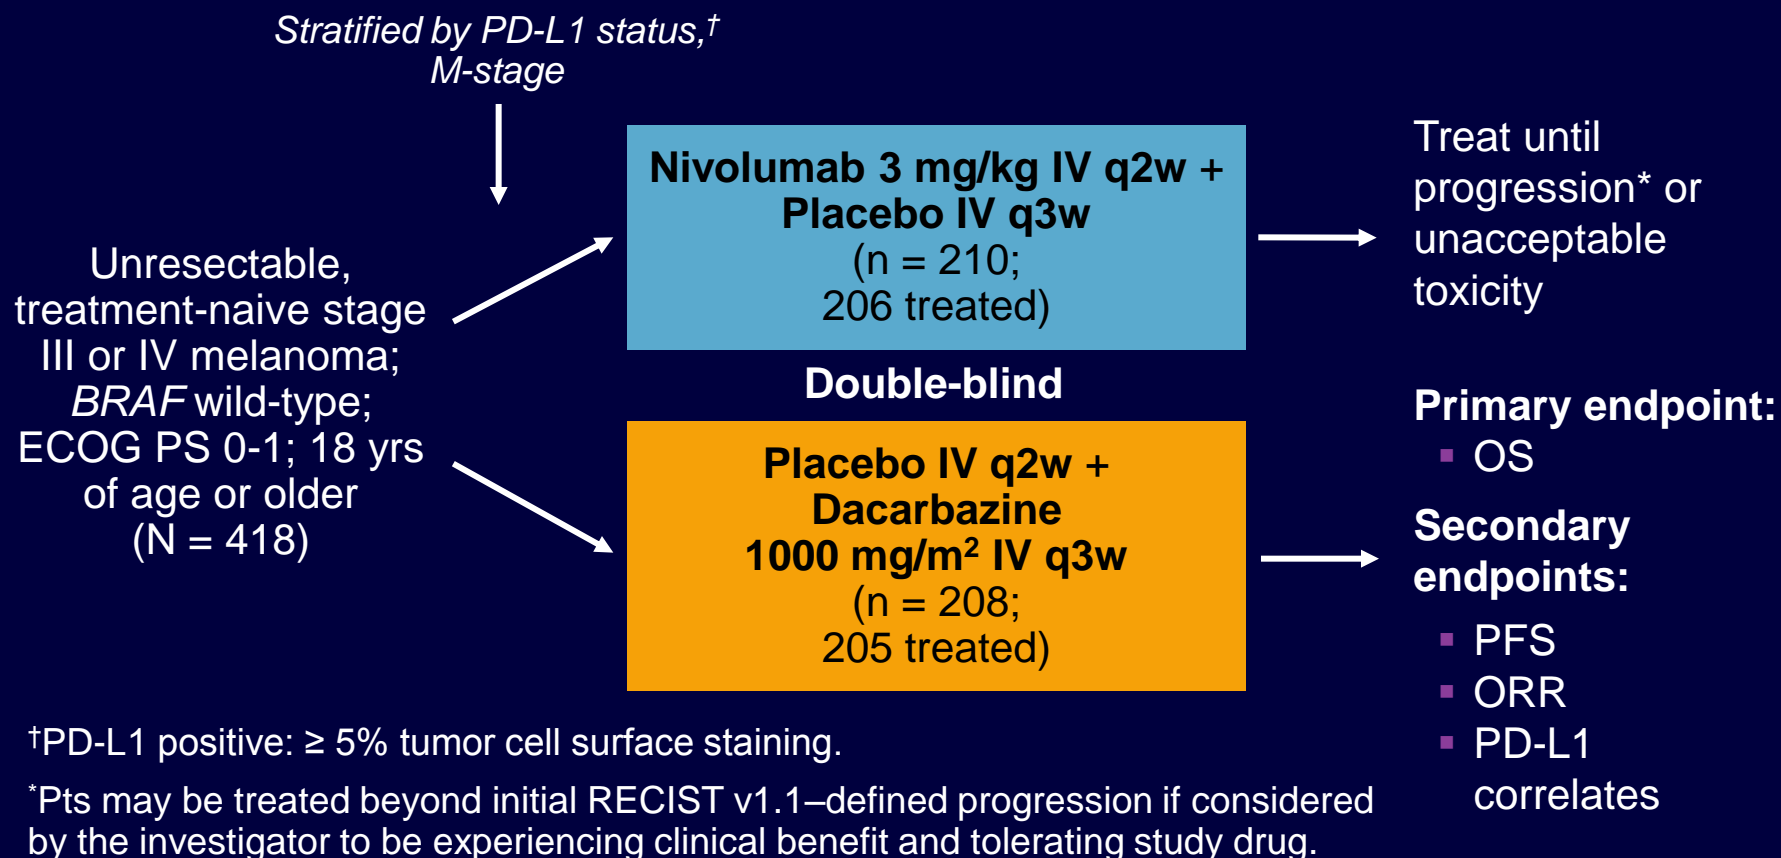 Stratified by PD-L1 status,†
M-stage
Unresectable,
treatment-naive stage
III or IV melanoma;
BRAF wild-type;
ECOG PS 0-1; 18 yrs
of age or older
(N = 418)
Nivolumab 3 mg/kg IV q2w +
Placebo IV q3w
(n = 210;
206 treated)
Double-blind
Placebo IV q2w +
Dacarbazine
1000 mg/m² IV q3w
(n = 208;
205 treated)
Treat until
progression* or
unacceptable
toxicity
Primary endpoint:
▪ OS
Secondary
endpoints:
▪ PFS
▪ ORR
▪ PD-L1
correlates
†PD-L1 positive: ≥ 5% tumor cell surface staining.
*Pts may be treated beyond initial RECIST v1.1–defined progression if considered
by the investigator to be experiencing clinical benefit and tolerating study drug.